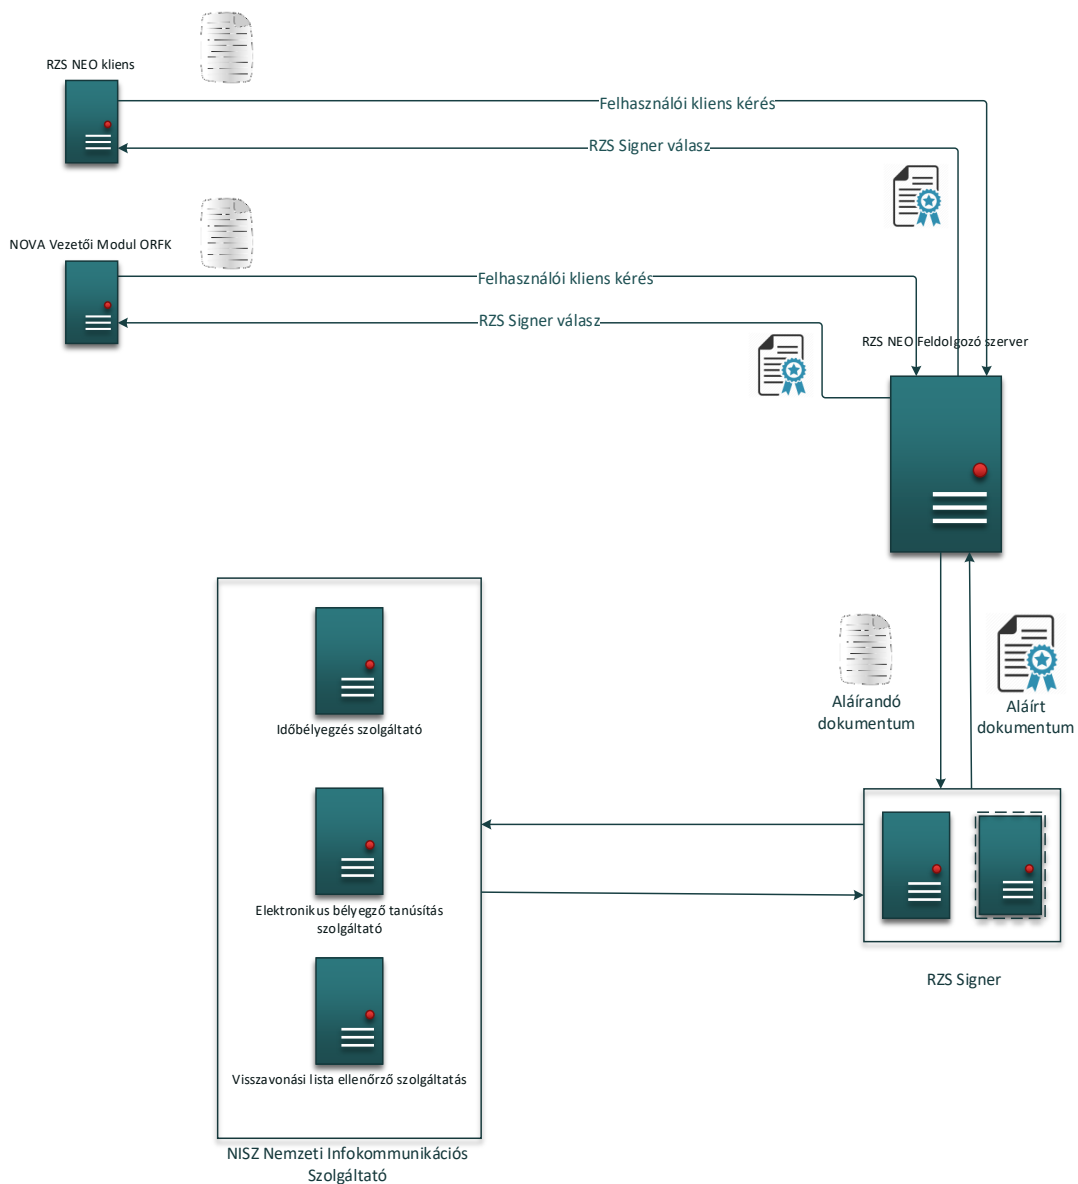 RZS NEO kliens
Felhasználói kliens kérés
RZS Signer válasz
NOVA Vezetői Modul ORFK
Felhasználói kliens kérés
RZS Signer válasz
RZS NEO Feldolgozó szerver
Aláírandó
dokumentum
Aláírt
dokumentum
Időbélyegzés szolgáltató
Elektronikus bélyegző tanúsítás
szolgáltató
RZS Signer
Visszavonási lista ellenőrző szolgáltatás
NISZ Nemzeti Infokommunikációs
Szolgáltató